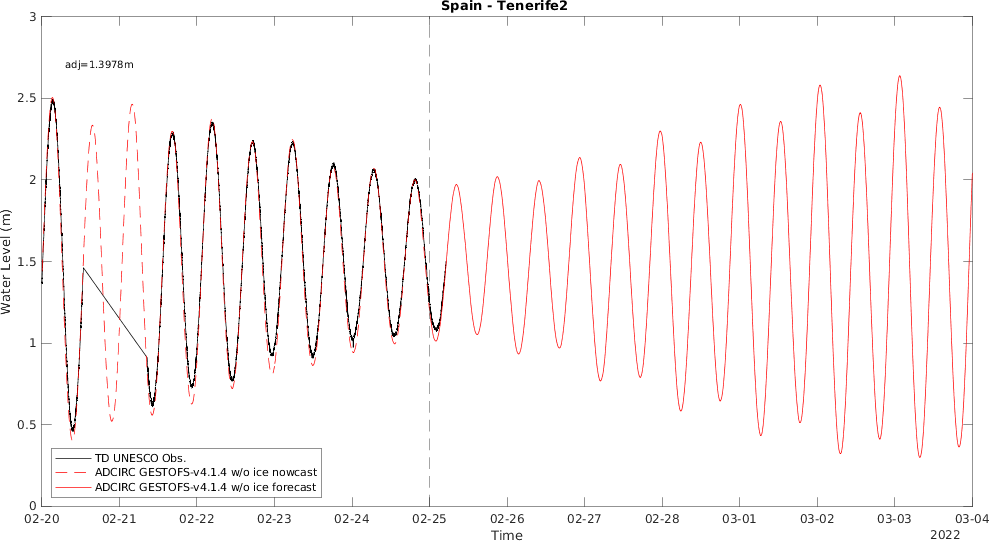 Spain - Tenerife2
adj=1.3978m
3
2.5
2
1.5
1
0.5
0
Water Level (m)
TD UNESCO Obs.
ADCIRC GESTOFS-v4.1.4 w/o ice nowcast
ADCIRC GESTOFS-v4.1.4 w/o ice forecast
02-20 02-21 02-22 02-23 02-24 02-25 02-26 02-27 02-28 03-01 03-02 03-03 03-04
Time
2022